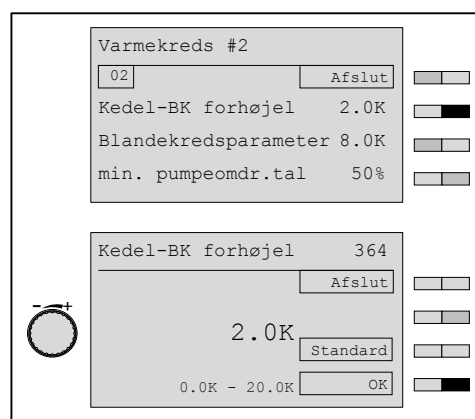 Varmekreds #2
02 Afslut
Kedel-BK forhøjel 2.0K
Blandekredsparameter 8.0K
min. pumpeomdr.tal 50%
Kedel-BK forhøjel 364
Afslut
- +
2.0K
Standard
0.0K - 20.0K OK